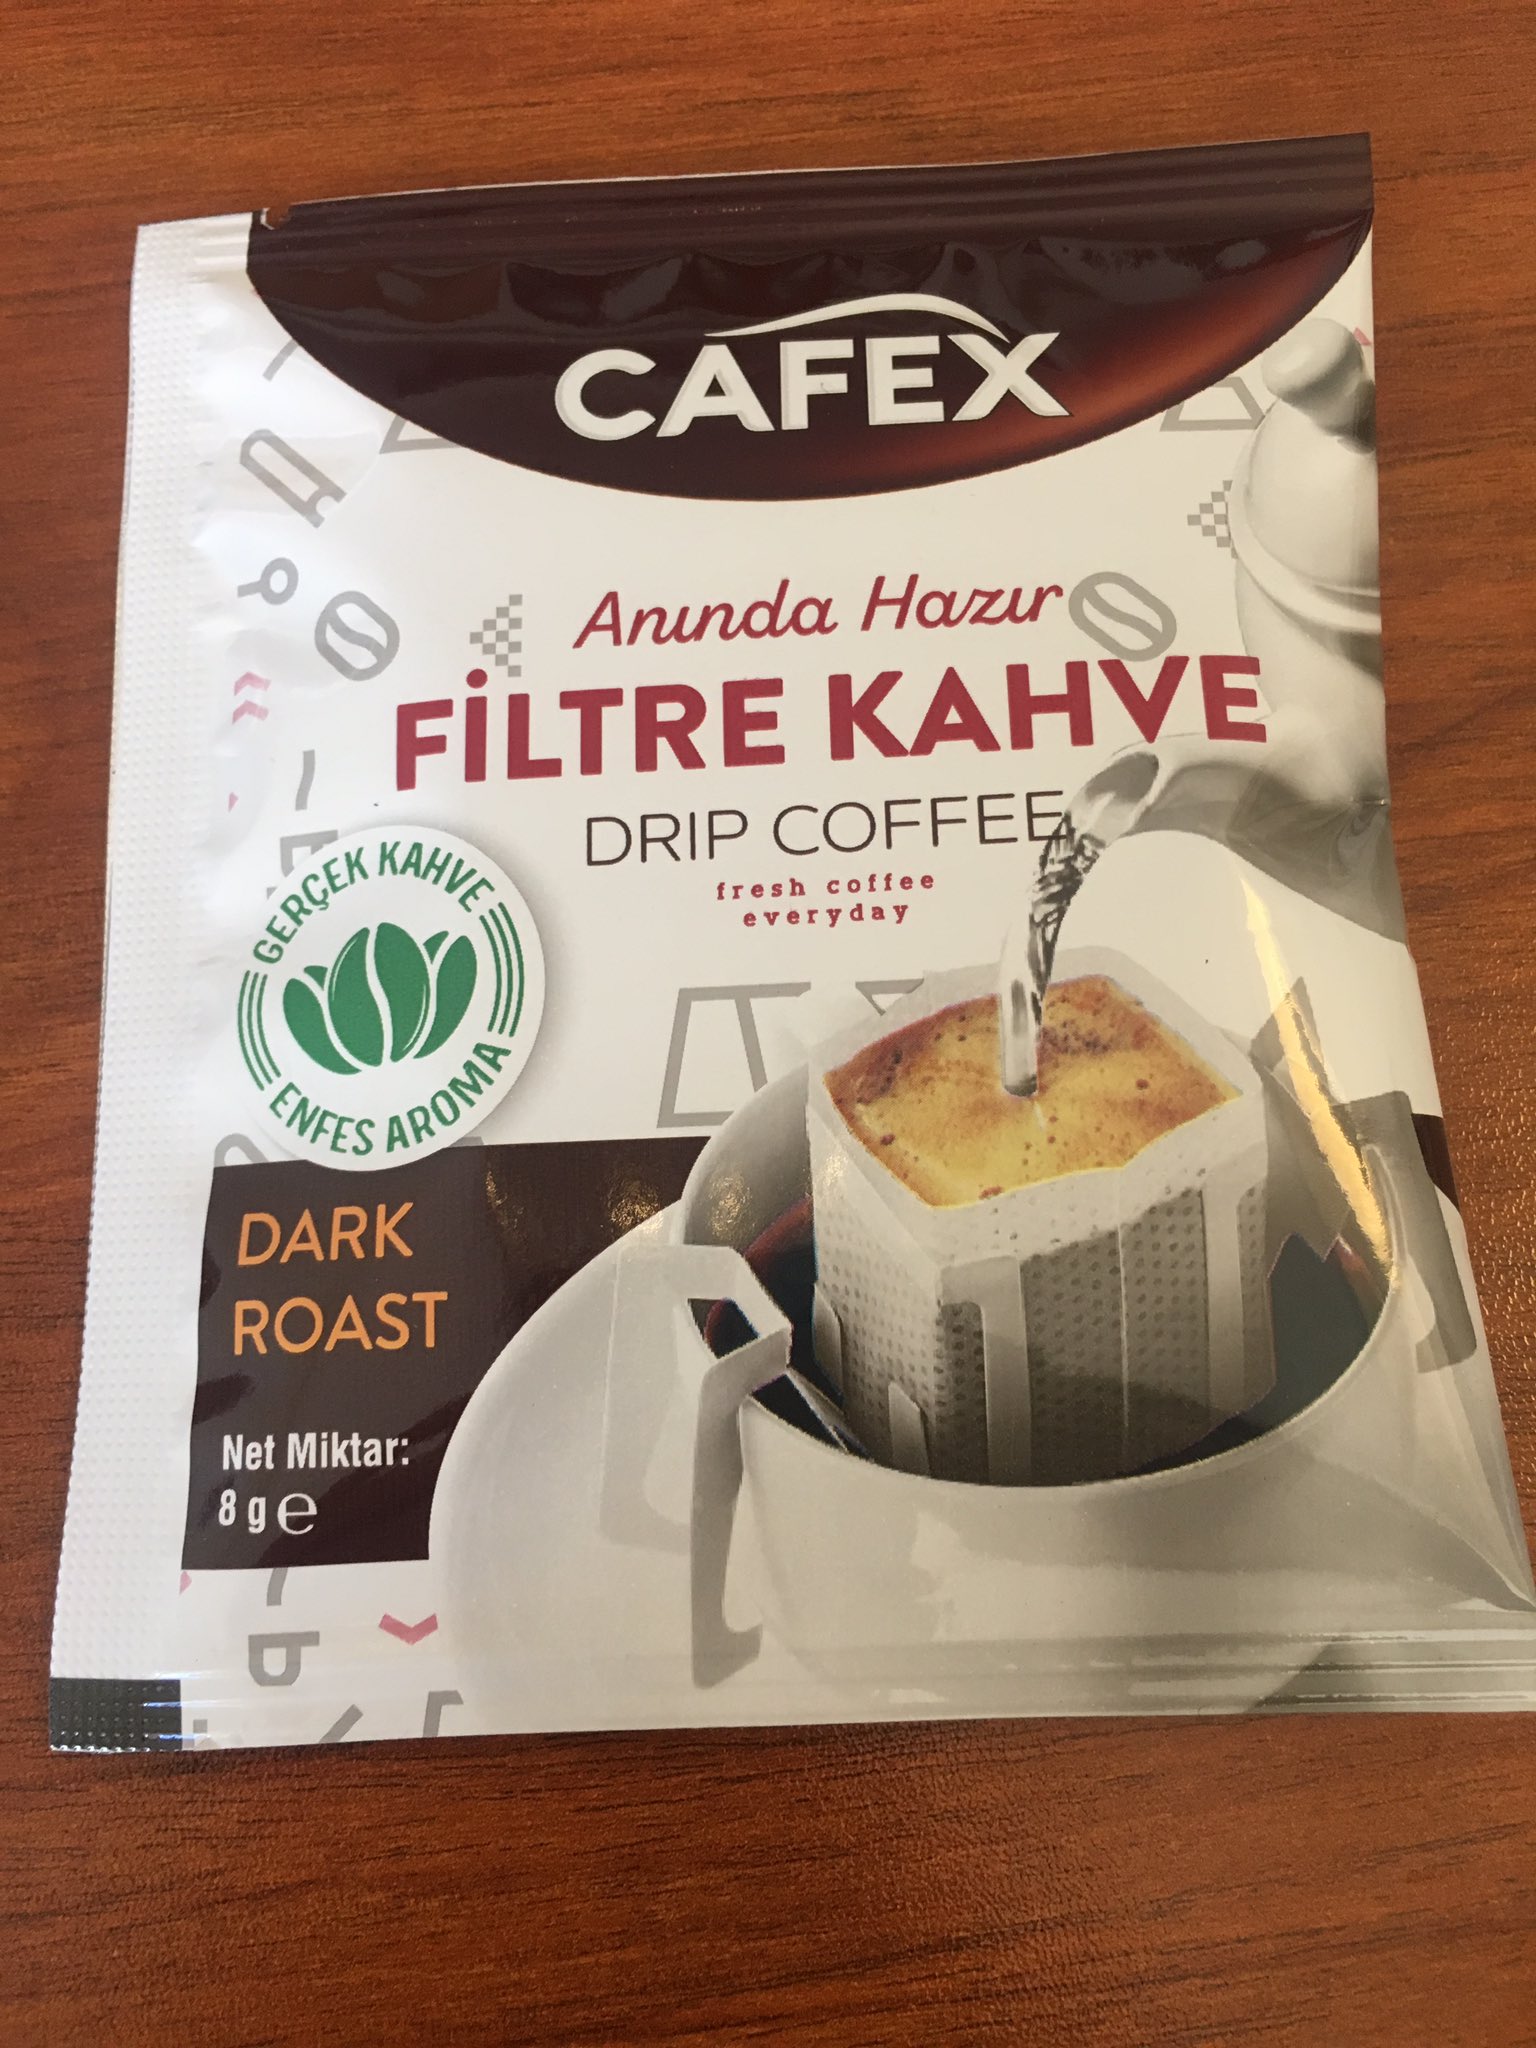 CAFEX
Anında Hazır
FİLTRE KAHVE
DRIP COFFEE
fresh coffee
everyday
GERÇEK KAHVE
ENFES AROMA
DARK
ROAST
Net Miktar:
8 g ℮